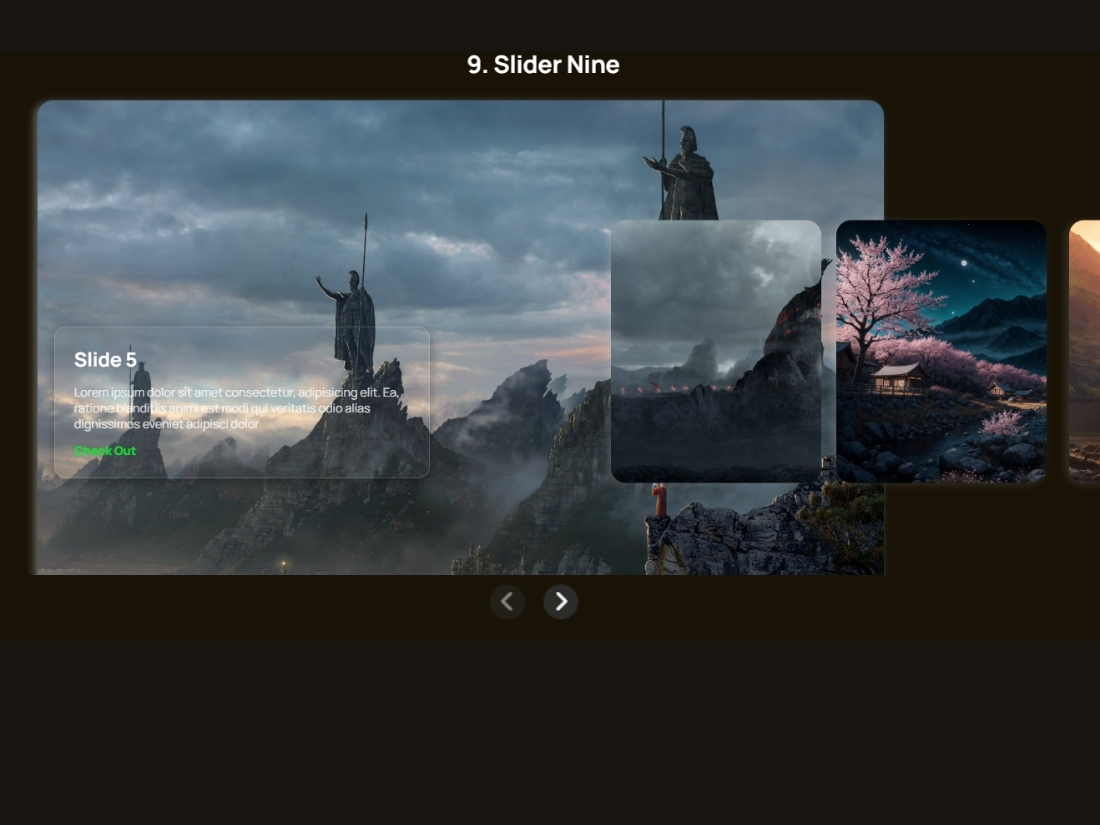 9. Slider Nine
Slide 5
Lorem ipsum dolor sit amet consectetur, adipisicing elit. Ea,
ratione blanditiis animi est modi qui veritatis odio alias
dignissimos eveniet adipisci dolor
Check Out